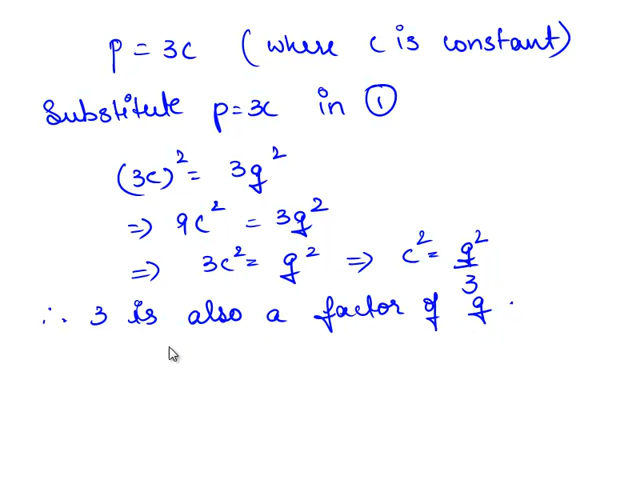 p = 3c (where c is constant)
Substitute p=3c in ①
(3c)² = 3q²
=> 9c² = 3q²
=> 3c² = q² => c² = q²/3
∴ 3 is also a factor of q.